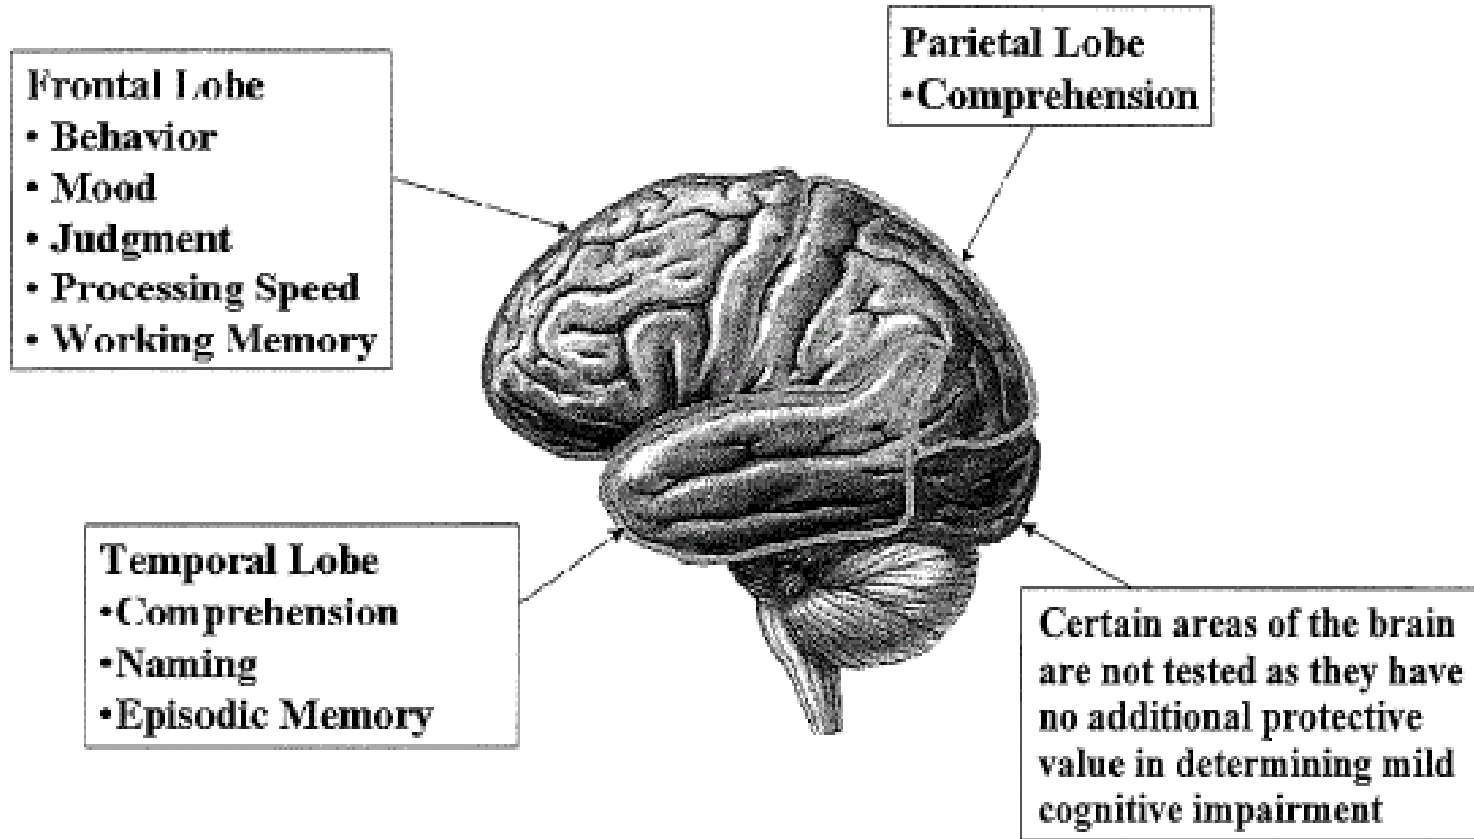 Frontal Lobe
• Behavior
• Mood
• Judgment
• Processing Speed
• Working Memory
Parietal Lobe
•Comprehension
Temporal Lobe
•Comprehension
•Naming
•Episodic Memory
Certain areas of the brain
are not tested as they have
no additional protective
value in determining mild
cognitive impairment